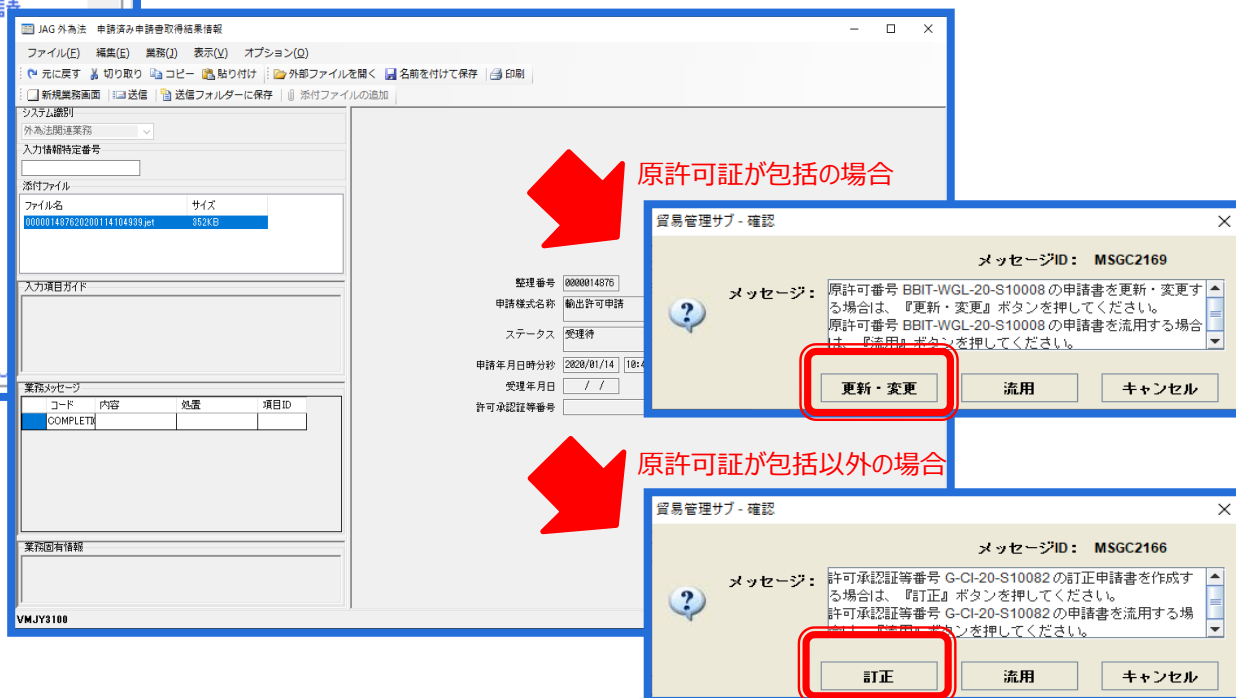 JAG 外為法 申請済み申請書取得結果情報
ファイル(F) 編集(E) 業務(J) 表示(V) オプション(O)
元に戻す 切り取り コピー 貼り付け 外部ファイルを開く 名前を付けて保存 印刷
新規業務画面 送信 送信フォルダーに保存 添付ファイルの追加
システム識別
外為法関連業務
入力情報特定番号
添付ファイル
ファイル名 サイズ
000001487620200114104939.jet 352KB
入力項目ガイド
業務メッセージ
コード 内容 処置 項目ID
COMPLETI
業務固有情報
VMJY3100
整理番号 0000014876
申請様式名称 輸出許可申請
ステータス 受理待
申請年月日時分秒 2020/01/14 10:4
受理年月日 / /
許可承認証等番号
原許可証が包括の場合
貿易管理サブ - 確認
メッセージID: MSGC2169
メッセージ: 原許可番号 BBIT-WGL-20-S10008 の申請書を更新・変更す
る場合は、『更新・変更』ボタンを押してください。
原許可番号 BBIT-WGL-20-S10008 の申請書を流用する場合
は、『流用』ボタンを押してください。
更新・変更 流用 キャンセル
原許可証が包括以外の場合
貿易管理サブ - 確認
メッセージID: MSGC2166
メッセージ: 許可承認証等番号 G-CI-20-S10082 の訂正申請書を作成す
る場合は、『訂正』ボタンを押してください。
許可承認証等番号 G-CI-20-S10082 の申請書を流用する場
合は、『流用』ボタンを押してください。
訂正 流用 キャンセル